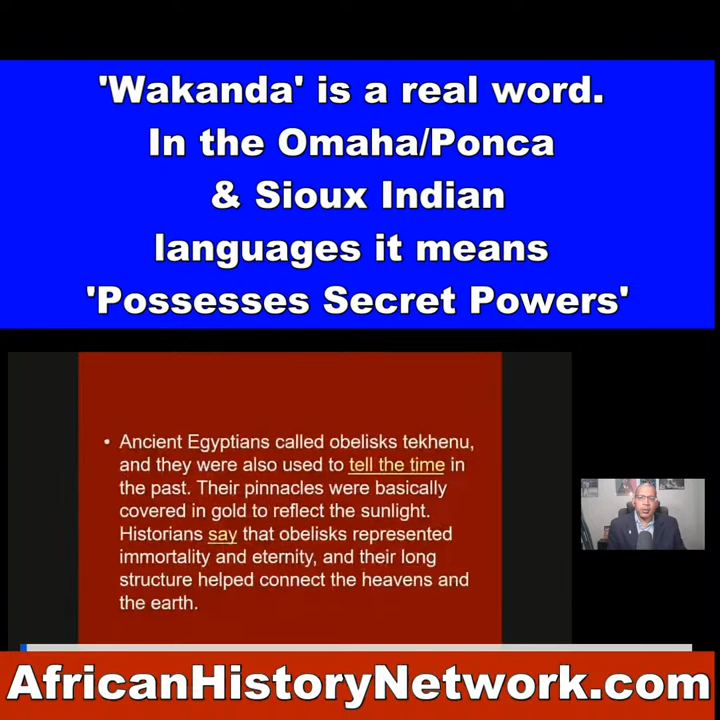 'Wakanda' is a real word.
In the Omaha/Ponca
& Sioux Indian
languages it means
'Possesses Secret Powers'
• Ancient Egyptians called obelisks tekhenu,
and they were also used to tell the time in
the past. Their pinnacles were basically
covered in gold to reflect the sunlight.
Historians say that obelisks represented
immortality and eternity, and their long
structure helped connect the heavens and
the earth.
AfricanHistoryNetwork.com